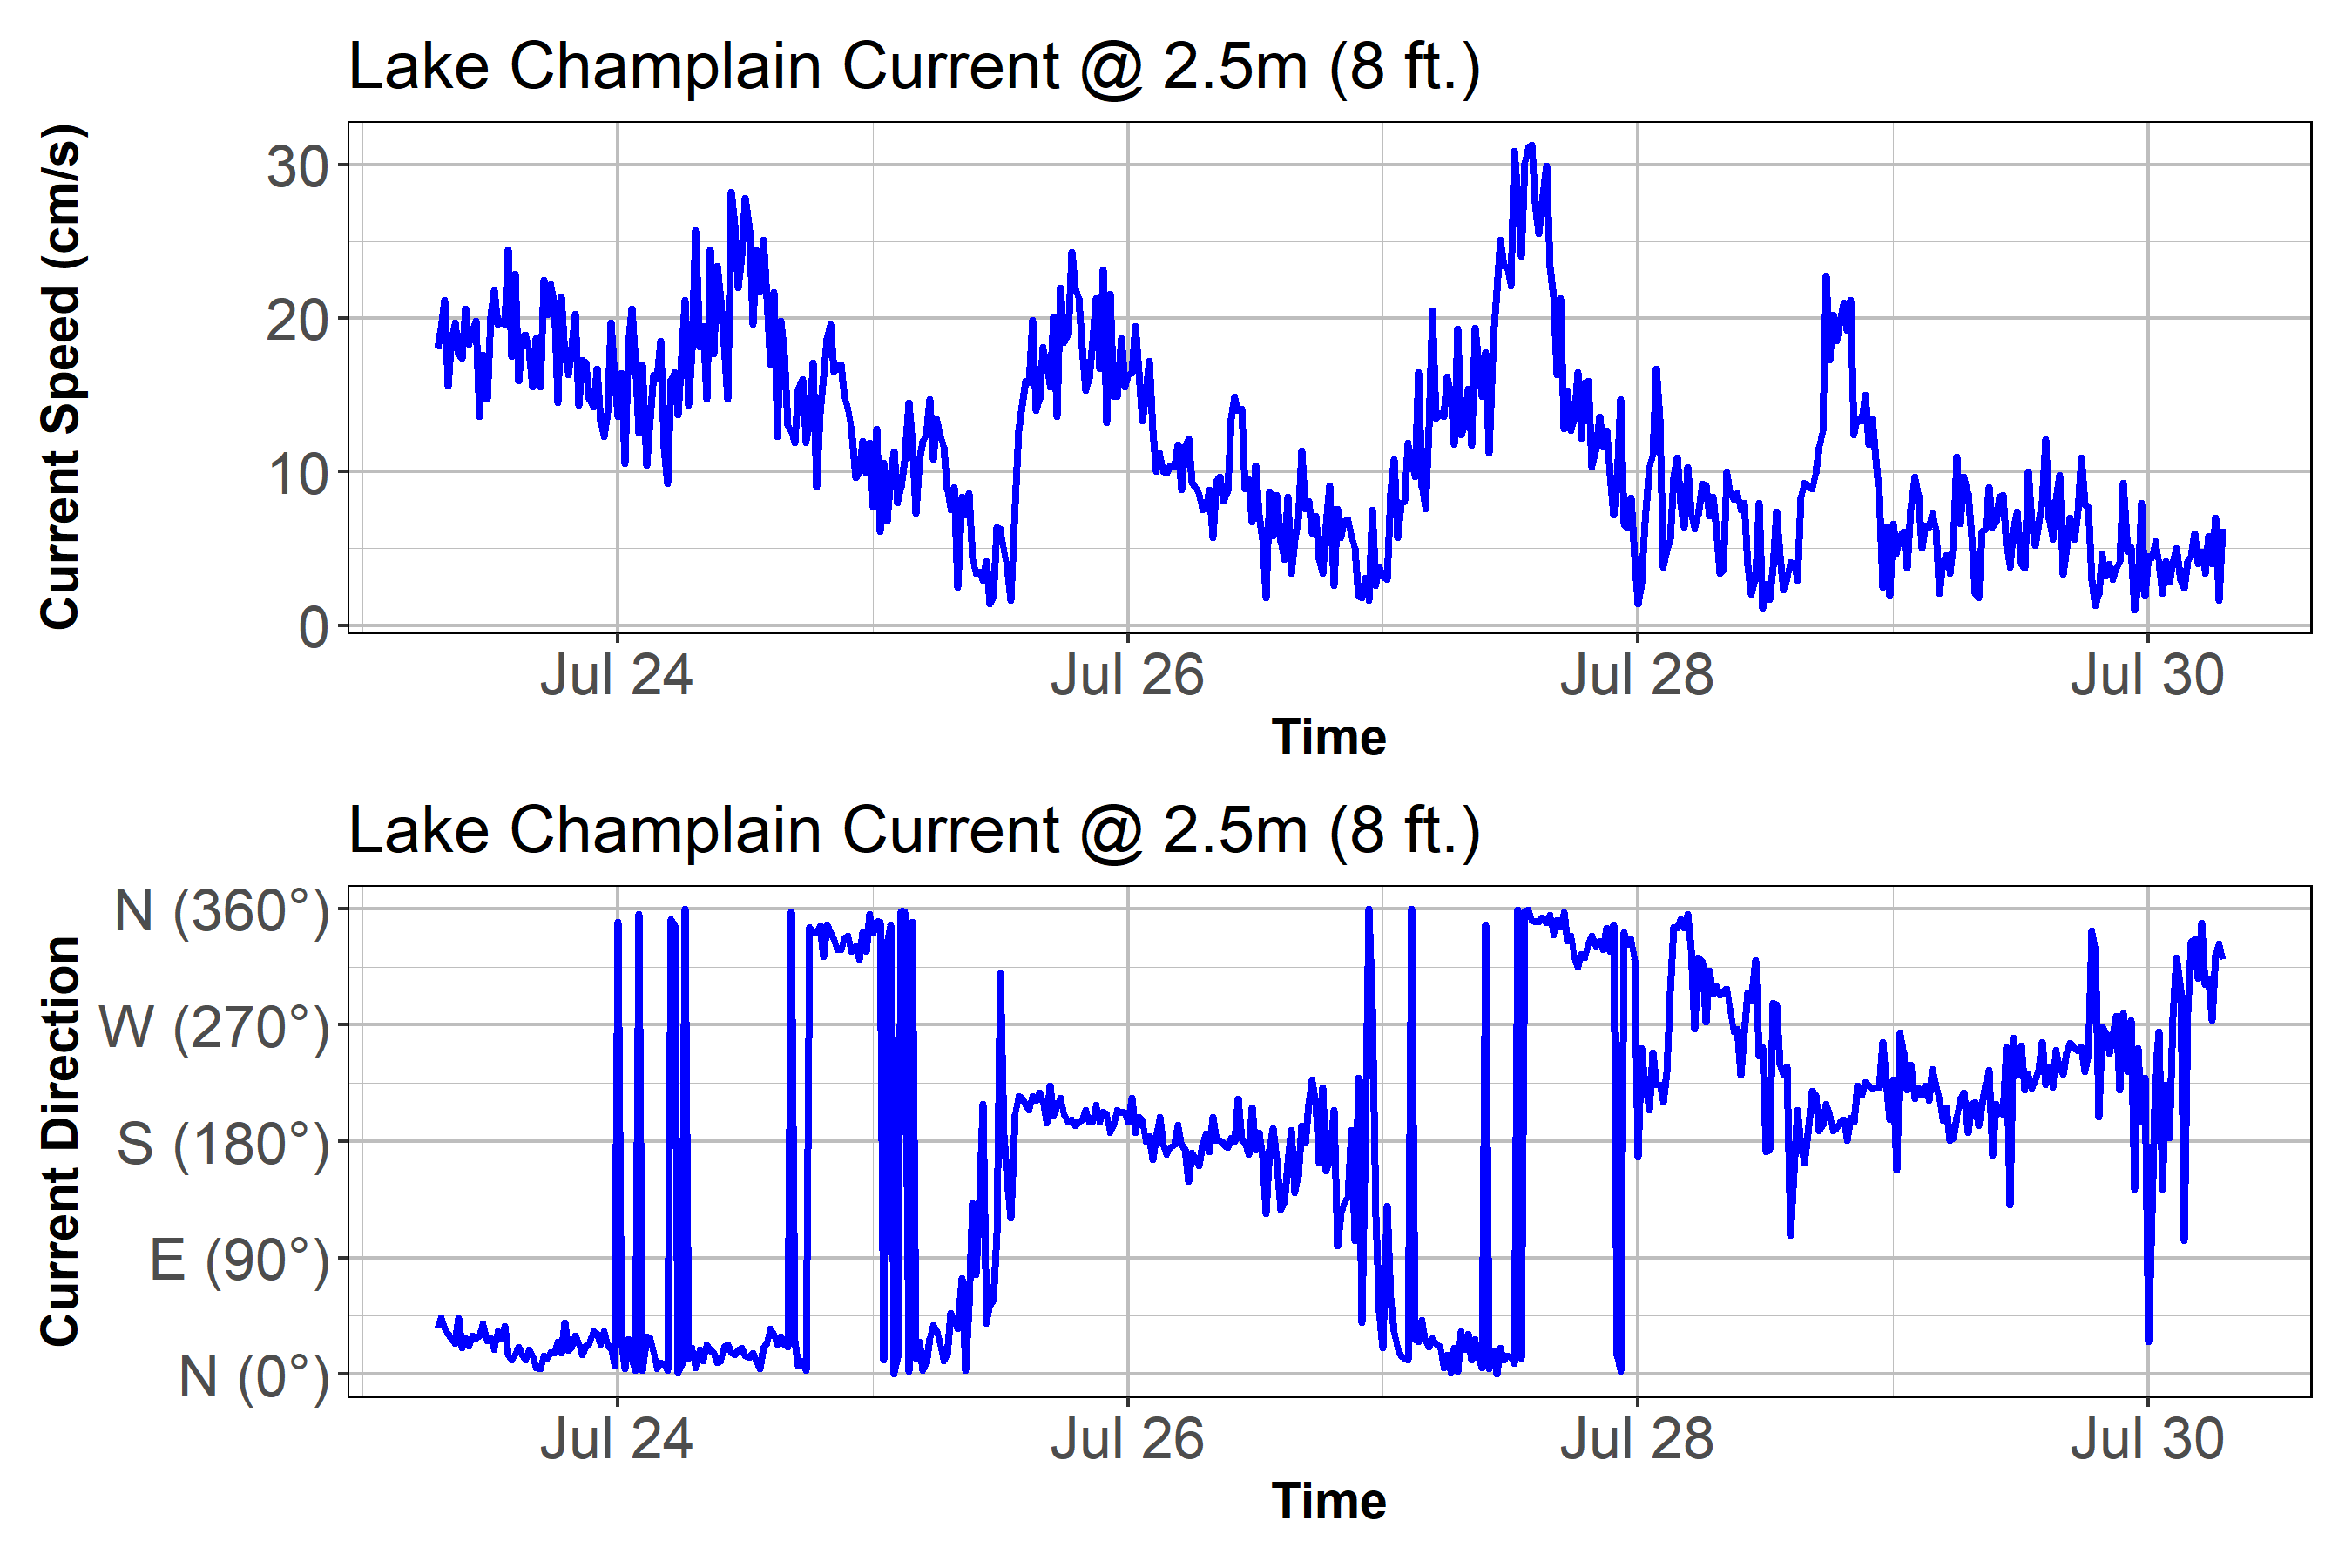 Lake Champlain Current @ 2.5m (8 ft.)
Current Speed (cm/s)
30
20
10
0
Jul 24 Jul 26 Jul 28 Jul 30
Time
Lake Champlain Current @ 2.5m (8 ft.)
Current Direction
N (360°)
W (270°)
S (180°)
E (90°)
N (0°)
Jul 24 Jul 26 Jul 28 Jul 30
Time